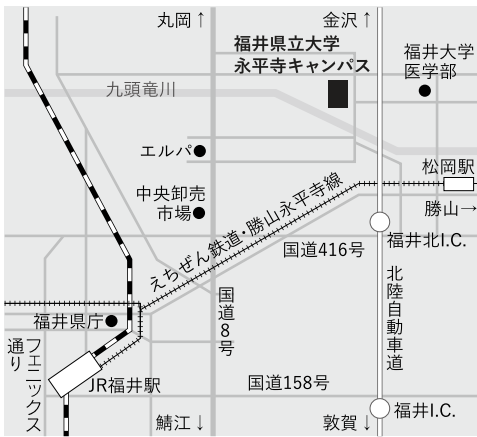 丸岡↑
金沢↑
福井県立大学
永平寺キャンパス
福井大学
医学部
九頭竜川
エルパ
松岡駅
中央卸売
市場
勝山→
えちぜん鉄道・勝山永平寺線
福井北I.C.
国道416号
北陸自動車道
国道8号
福井県庁
フェニックス
通り
JR福井駅
国道158号
福井I.C.
鯖江↓
敦賀↓